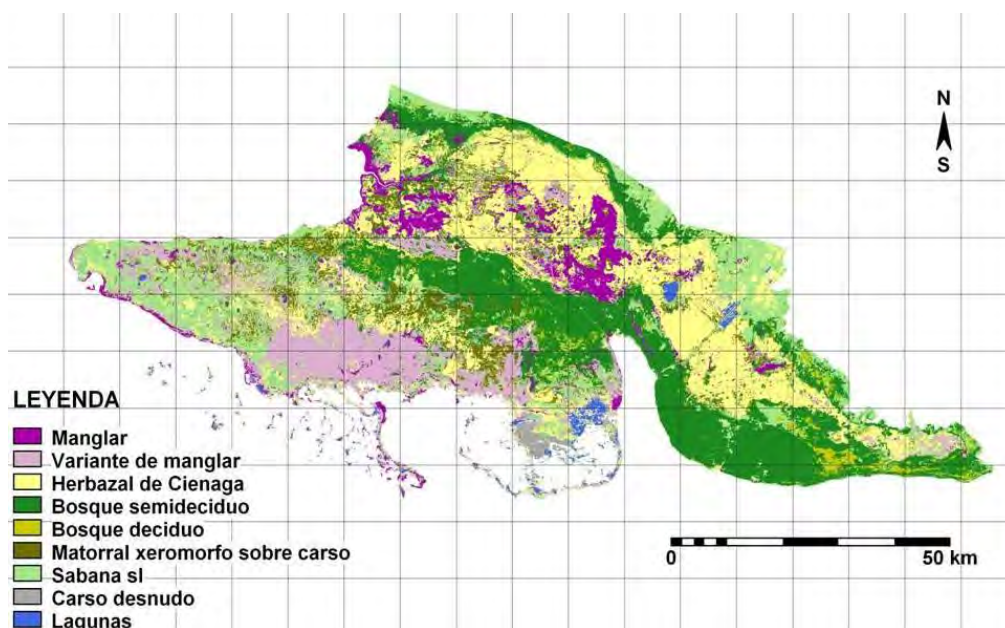 N
S
LEYENDA
Manglar
Variante de manglar
Herbazal de Cienaga
Bosque semideciduo
Bosque deciduo
Matorral xeromorfo sobre carso
Sabana sl
Carso desnudo
Lagunas
0 50 km